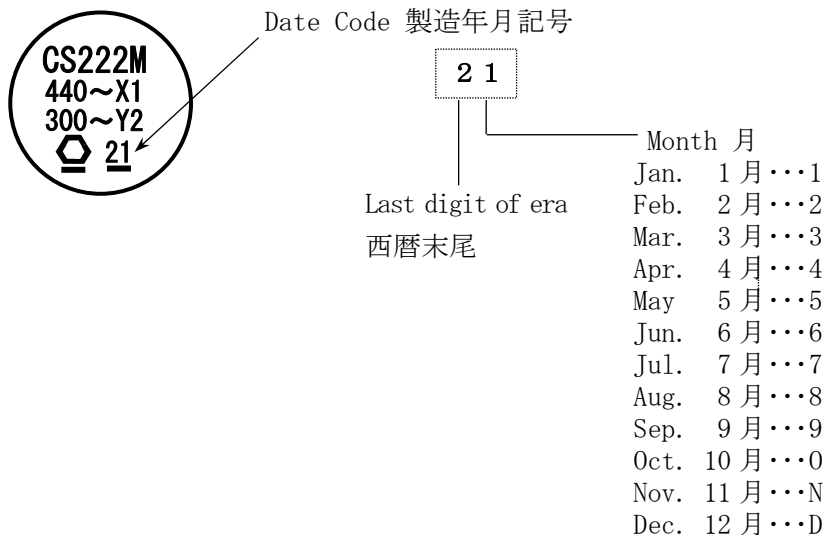 Date Code 製造年月記号
CS222M
440～X1
300～Y2
21
21
Last digit of era
西暦末尾
Month 月
Jan. 1月･･･1
Feb. 2月･･･2
Mar. 3月･･･3
Apr. 4月･･･4
May 5月･･･5
Jun. 6月･･･6
Jul. 7月･･･7
Aug. 8月･･･8
Sep. 9月･･･9
Oct. 10月･･･O
Nov. 11月･･･N
Dec. 12月･･･D